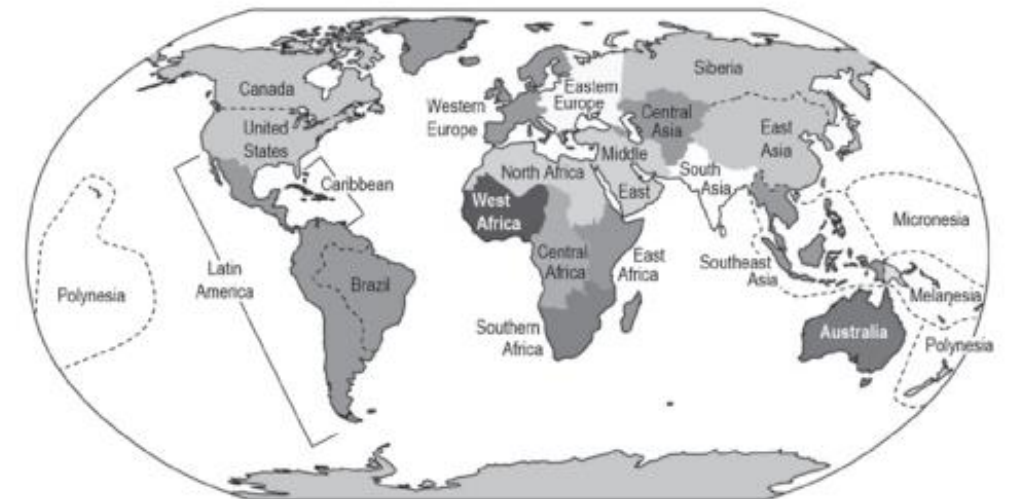 Canada
United
States
Caribbean
Latin
America
Brazil
Polynesia
Western
Europe
Eastern
Europe
Siberia
Central
Asia
East
Asia
Middle
East
South
Asia
North Africa
West
Africa
Central
Africa
East
Africa
Southern
Africa
Southeast
Asia
Micronesia
Melanesia
Australia
Polynesia